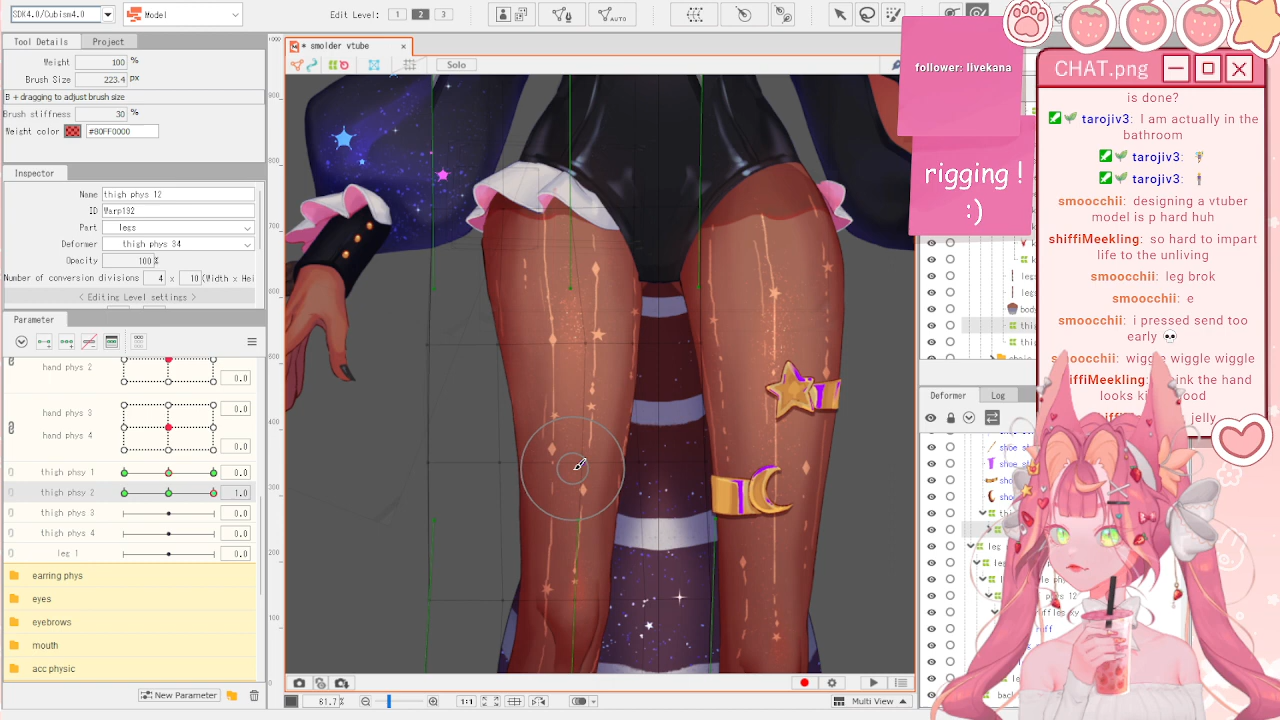 SDK4.0/Cubism4.0
Model
Edit Level: 1 2 3
AUTO
Tool Details
Project
Weight 100 %
Brush Size 223.4 px
B + dragging to adjust brush size
Brush stiffness 30 %
Weight color #80FF0000
Inspector
Name thigh phys 12
ID Warp132
Part legs
Deformer thigh phys 34
Opacity 100 %
Number of conversion divisions 4 x 10 (Width x Hei
< Editing Level settings >
Parameter
hand phys 2 0.0
hand phys 3 0.0
hand phys 4 0.0
thigh phys 1 0.0
thigh phys 2 1.0
thigh phys 3 0.0
thigh phys 4 0.0
leg 1 0.0
earring phys
eyes
eyebrows
mouth
acc physic
New Parameter
* smolder vtube
Solo
1:1
Multi View
follower: livekana
rigging !
:)
Deformer
Log
CHAT.png
is done?
tarojiv3: I am actually in the
bathroom
tarojiv3:
tarojiv3:
smoocchii: designing a vtuber
model is p hard huh
shiffiMeekling: so hard to impart
life to the unliving
smoocchii: leg brok
smoocchii: e
smoocchii: i pressed send too
early
smoocchii: wiggle wiggle wiggle
looks
jelly